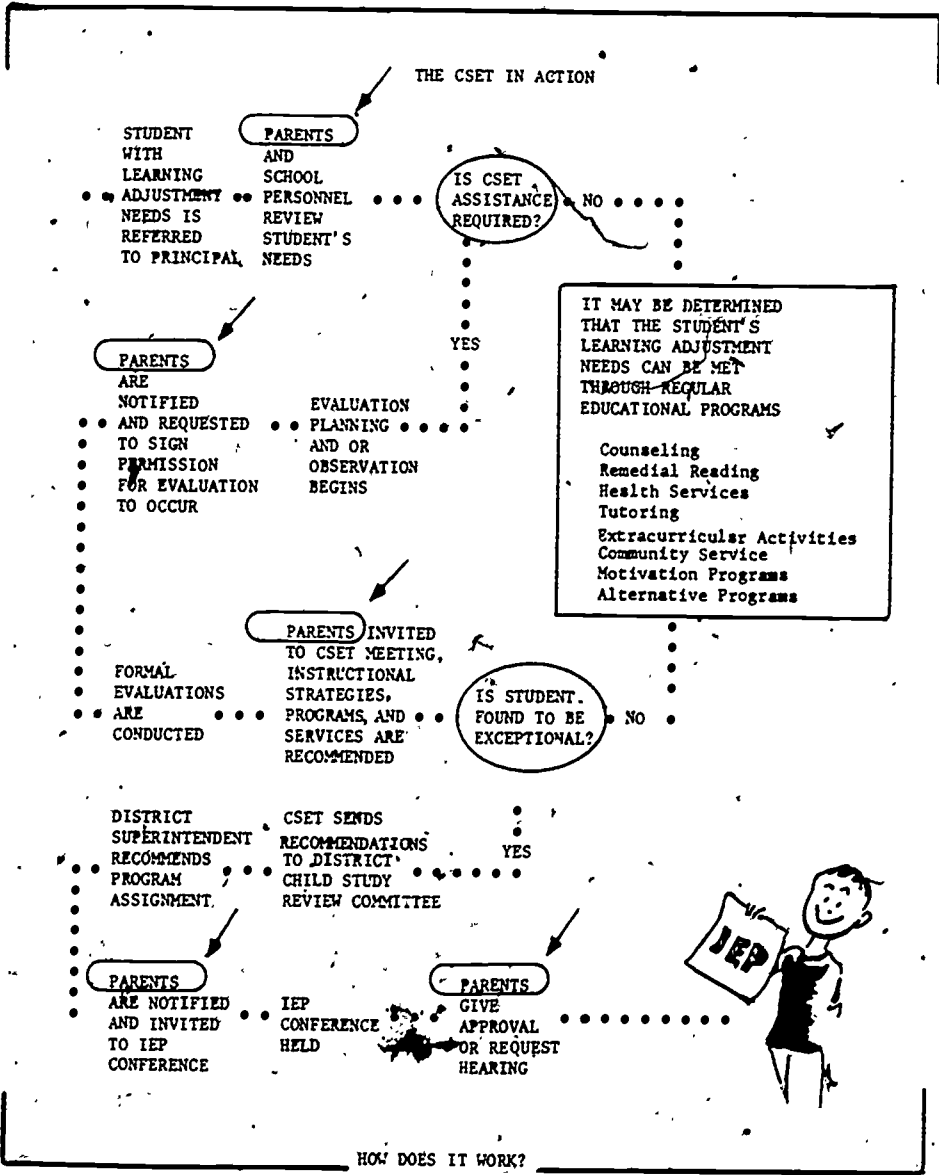 THE CSET IN ACTION
STUDENT
WITH
LEARNING
ADJUSTMENT
NEEDS IS
REFERRED
TO PRINCIPAL
PARENTS
AND
SCHOOL
PERSONNEL
REVIEW
STUDENT'S
NEEDS
IS CSET
ASSISTANCE
REQUIRED?
NO
YES
IT MAY BE DETERMINED
THAT THE STUDENT'S
LEARNING ADJUSTMENT
NEEDS CAN BE MET
THROUGH REGULAR
EDUCATIONAL PROGRAMS
Counseling
Remedial Reading
Health Services
Tutoring
Extracurricular Activities
Community Service
Motivation Programs
Alternative Programs
EVALUATION
PLANNING
AND OR
OBSERVATION
BEGINS
PARENTS
ARE
NOTIFIED
AND REQUESTED
TO SIGN
PERMISSION
FOR EVALUATION
TO OCCUR
FORMAL
EVALUATIONS
ARE
CONDUCTED
PARENTS INVITED
TO CSET MEETING,
INSTRUCTIONAL
STRATEGIES,
PROGRAMS, AND
SERVICES ARE
RECOMMENDED
IS STUDENT
FOUND TO BE
EXCEPTIONAL?
NO
YES
CSET SENDS
RECOMMENDATIONS
TO DISTRICT
CHILD STUDY
REVIEW COMMITTEE
DISTRICT
SUPERINTENDENT
RECOMMENDS
PROGRAM
ASSIGNMENT
PARENTS
ARE NOTIFIED
AND INVITED
TO IEP
CONFERENCE
IEP
CONFERENCE
HELD
PARENTS
GIVE
APPROVAL
OR REQUEST
HEARING
IEP
HOW DOES IT WORK?